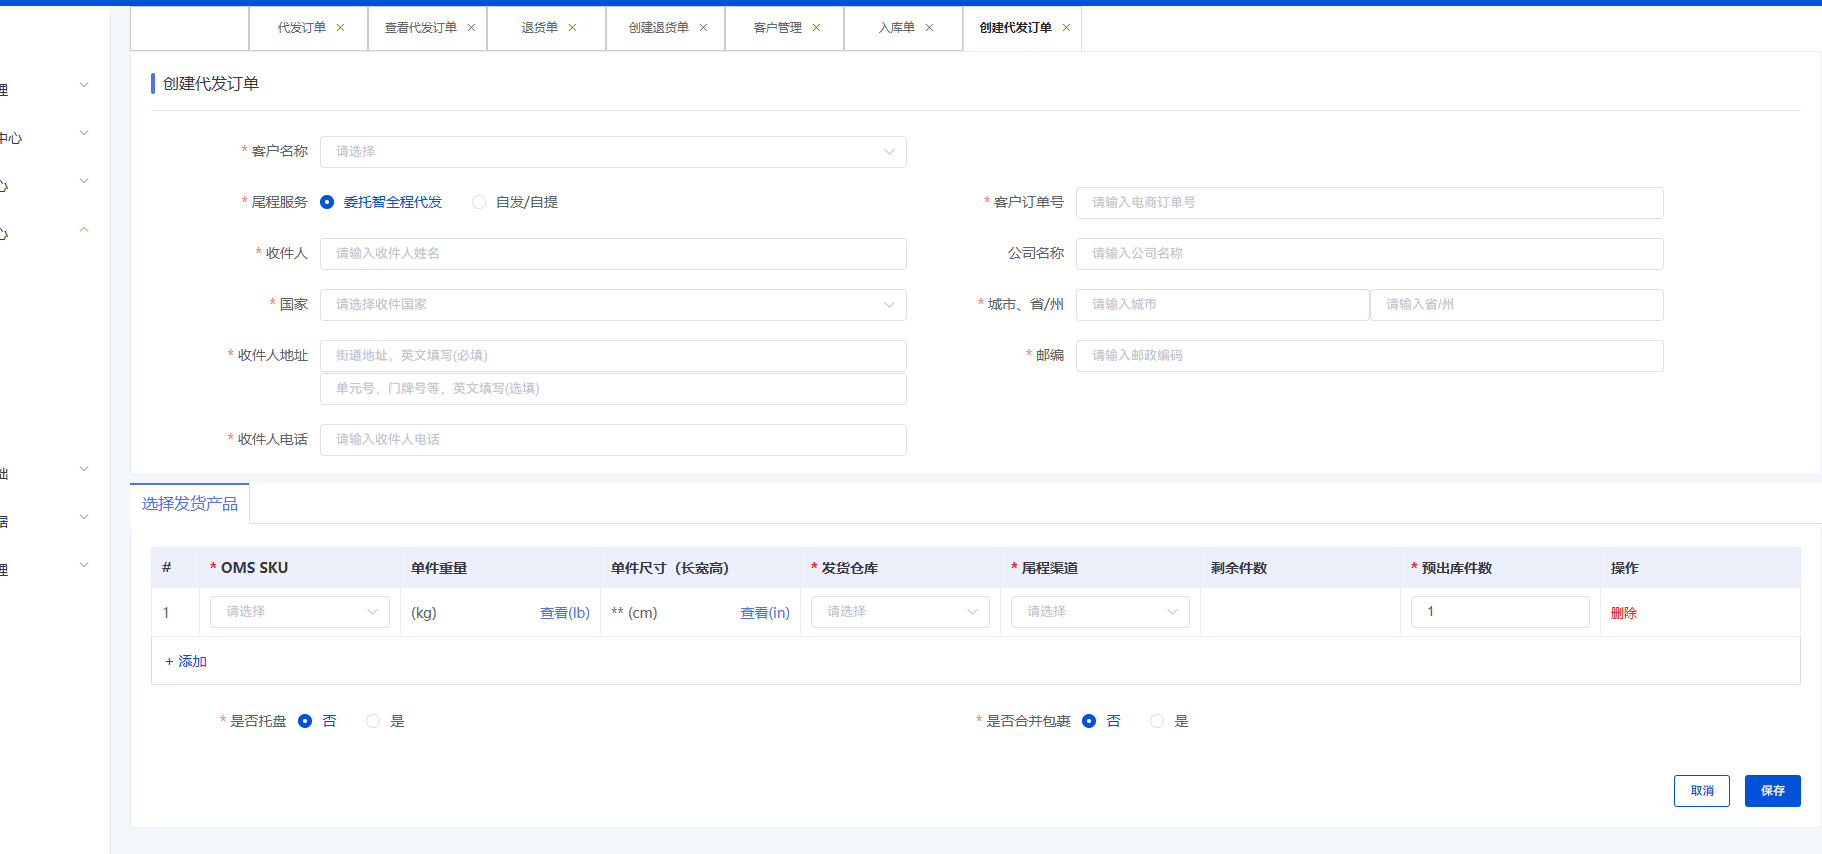 代发订单 × 查看代发订单 × 退货单 × 创建退货单 × 客户管理 × 入库单 × 创建代发订单 ×
创建代发订单
理
中心
心
心
础
据
理
* 客户名称 请选择
* 尾程服务 委托智全程代发 自发/自提 * 客户订单号 请输入电商订单号
* 收件人 请输入收件人姓名 公司名称 请输入公司名称
* 国家 请选择收件国家 * 城市、省/州 请输入城市 请输入省/州
* 收件人地址 街道地址，英文填写(必填) * 邮编 请输入邮政编码
单元号，门牌号等，英文填写(选填)
* 收件人电话 请输入收件人电话
选择发货产品
# * OMS SKU 单件重量 单件尺寸（长宽高） * 发货仓库 * 尾程渠道 剩余件数 * 预出库件数 操作
1 请选择 (kg) 查看(lb) ** (cm) 查看(in) 请选择 请选择 1 删除
+ 添加
* 是否托盘 否 是 * 是否合并包裹 否 是
取消 保存